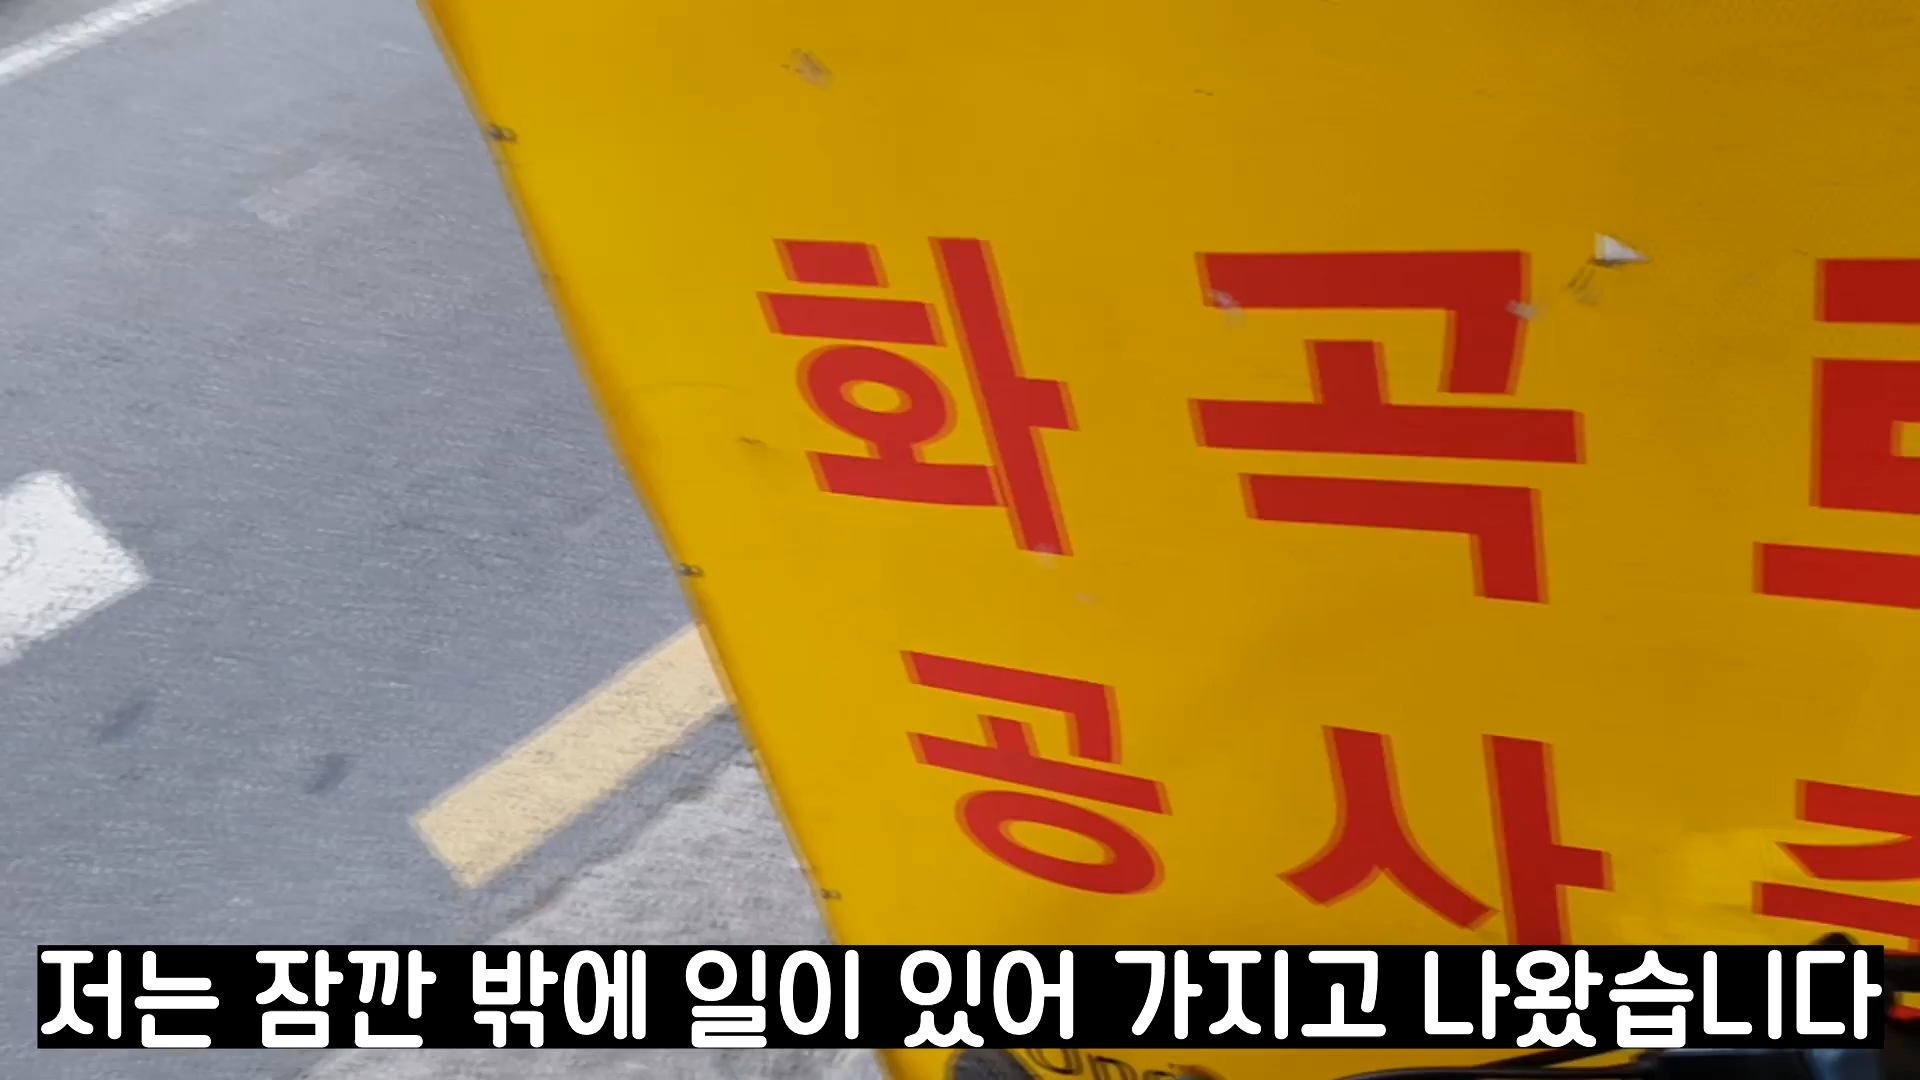 화곡
공사
저는 잠깐 밖에 일이 있어 가지고 나왔습니다